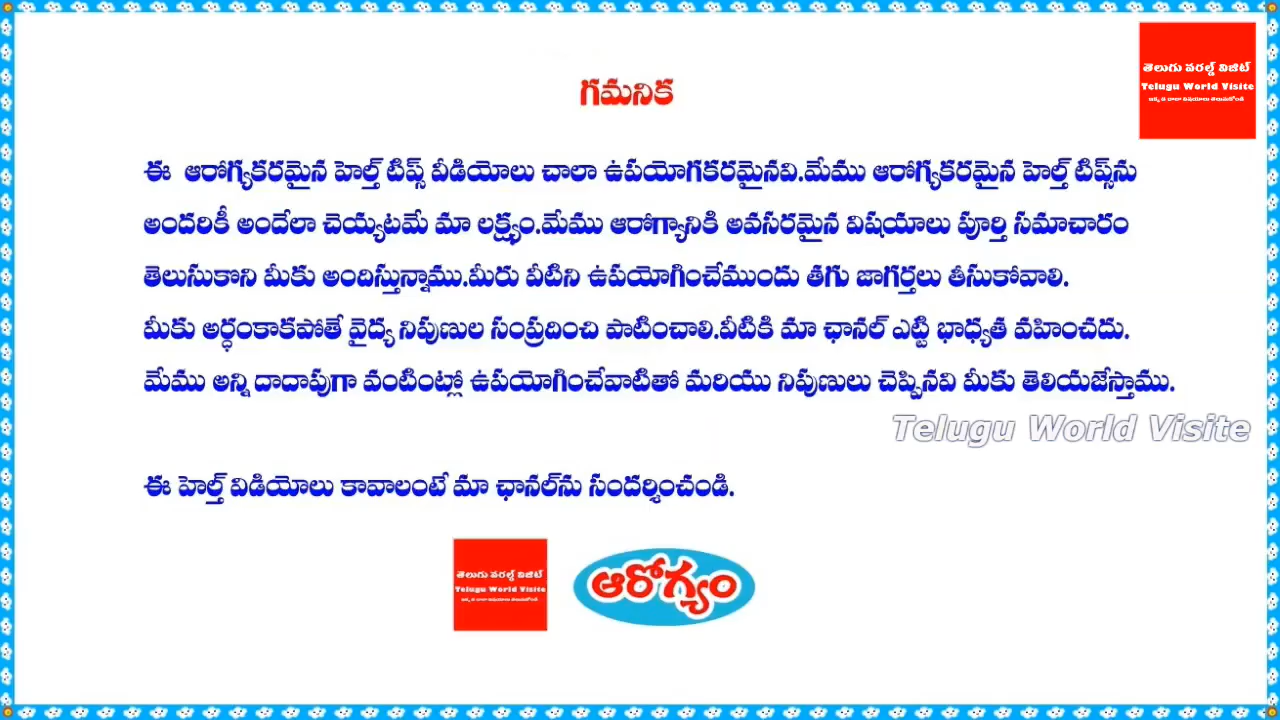 తెలుగు వరల్డ్ విజిట్
Telugu World Visite
గమనిక
ఈ ఆరోగ్యకరమైన హెల్త్ టిప్స్ వీడియోలు చాలా ఉపయోగకరమైనవి.మేము ఆరోగ్యకరమైన హెల్త్ టిప్స్‌ను
అందరికీ అందేలా చెయ్యటమే మా లక్ష్యం.మేము ఆరోగ్యానికి అవసరమైన విషయాలు పూర్తి సమాచారం
తెలుసుకొని మీకు అందిస్తున్నాము.మీరు వీటిని ఉపయోగించేముందు తగు జాగర్తలు తీసుకోవాలి.
మీకు అర్ధంకాకపోతే వైద్య నిపుణుల సంప్రదించి పాటించాలి.వీటికి మా ఛానల్ ఎట్టి భాధ్యత వహించదు.
మేము అన్ని దాదాపుగా వంటింట్లో ఉపయోగించేవాటితో మరియు నిపుణులు చెప్పినవి మీకు తెలియజేస్తాము.
Telugu World Visite
ఈ హెల్త్ విడియోలు కావాలంటే మా ఛానల్‌ను సందర్శించండి.
తెలుగు వరల్డ్ విజిట్
Telugu World Visite
ఆరోగ్యం